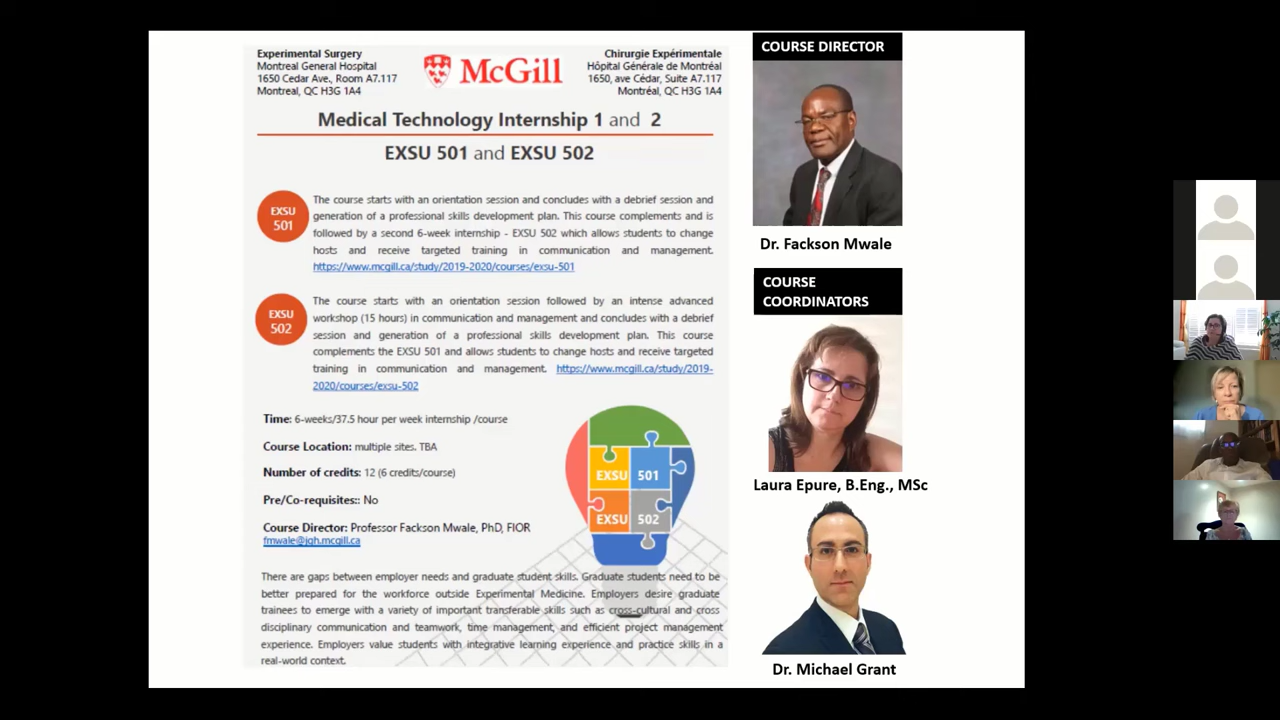 Experimental Surgery
Montreal General Hospital
1650 Cedar Ave., Room A7.117
Montreal, QC H3G 1A4
McGill
Chirurgie Expérimentale
Hôpital Générale de Montréal
1650, ave Cédar, Suite A7.117
Montréal, QC H3G 1A4
Medical Technology Internship 1 and 2
EXSU 501 and EXSU 502
EXSU
501
The course starts with an orientation session and concludes with a debrief session and
generation of a professional skills development plan. This course complements and is
followed by a second 6-week internship - EXSU 502 which allows students to change
hosts and receive targeted training in communication and management.
https://www.mcgill.ca/study/2019-2020/courses/exsu-501
EXSU
502
The course starts with an orientation session followed by an intense advanced
workshop (15 hours) in communication and management and concludes with a debrief
session and generation of a professional skills development plan. This course
complements the EXSU 501 and allows students to change hosts and receive targeted
training in communication and management. https://www.mcgill.ca/study/2019-
2020/courses/exsu-502
Time: 6-weeks/37.5 hour per week internship /course
Course Location: multiple sites. TBA
Number of credits: 12 (6 credits/course)
Pre/Co-requisites:: No
Course Director: Professor Fackson Mwale, PhD, FIOR
fmwale@jgh.mcgill.ca
EXSU 501
EXSU 502
There are gaps between employer needs and graduate student skills. Graduate students need to be
better prepared for the workforce outside Experimental Medicine. Employers desire graduate
trainees to emerge with a variety of important transferable skills such as cross-cultural and cross
disciplinary communication and teamwork, time management, and efficient project management
experience. Employers value students with integrative learning experience and practice skills in a
real-world context.
COURSE DIRECTOR
Dr. Fackson Mwale
COURSE
COORDINATORS
Laura Epure, B.Eng., MSc
Dr. Michael Grant